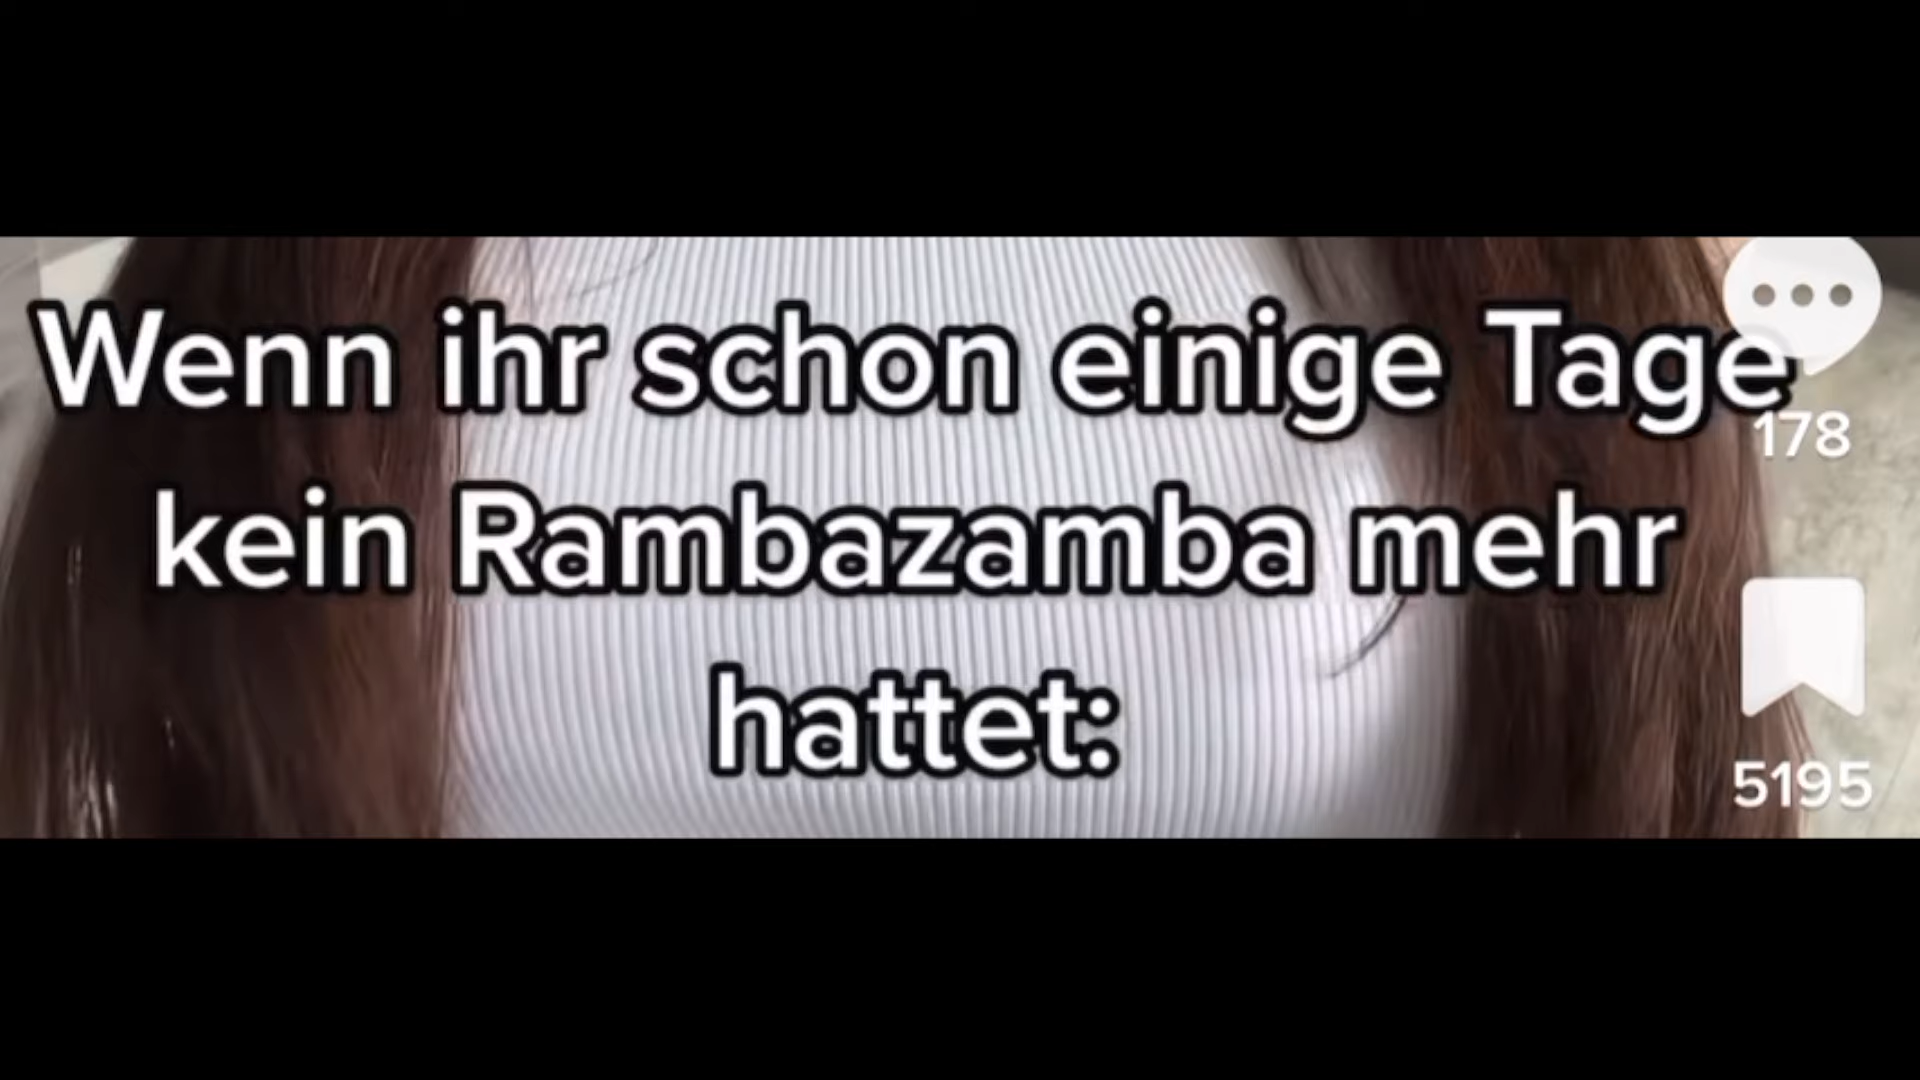 Wenn ihr schon einige Tage
178
kein Rambazamba mehr
hattet:
5195